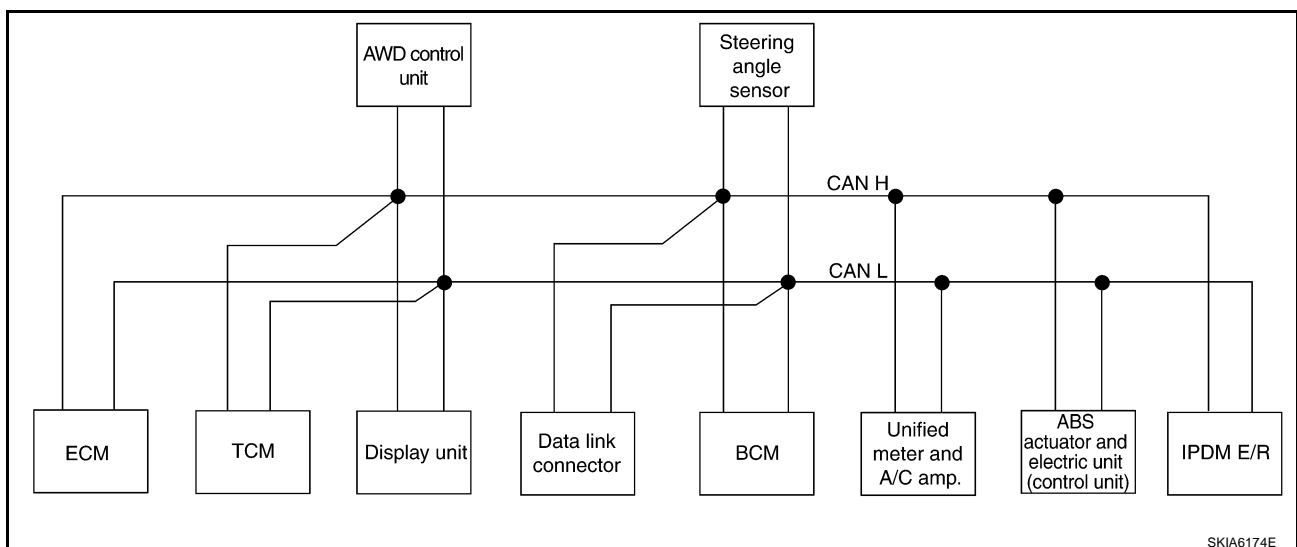 AWD control
unit
Steering
angle
sensor
CAN H
CAN L
ECM
TCM
Display unit
Data link
connector
BCM
Unified
meter and
A/C amp.
ABS
actuator and
electric unit
(control unit)
IPDM E/R
SKIA6174E